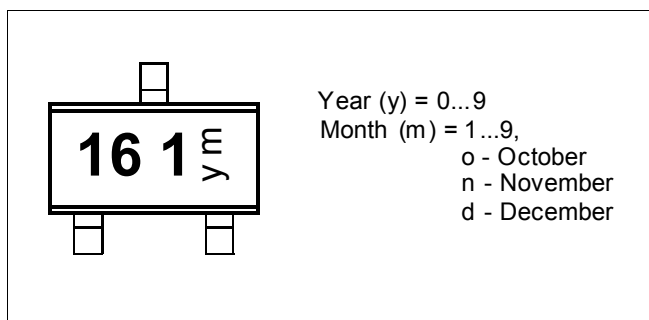 16 1
y m
Year (y) = 0...9
Month (m) = 1...9,
o - October
n - November
d - December